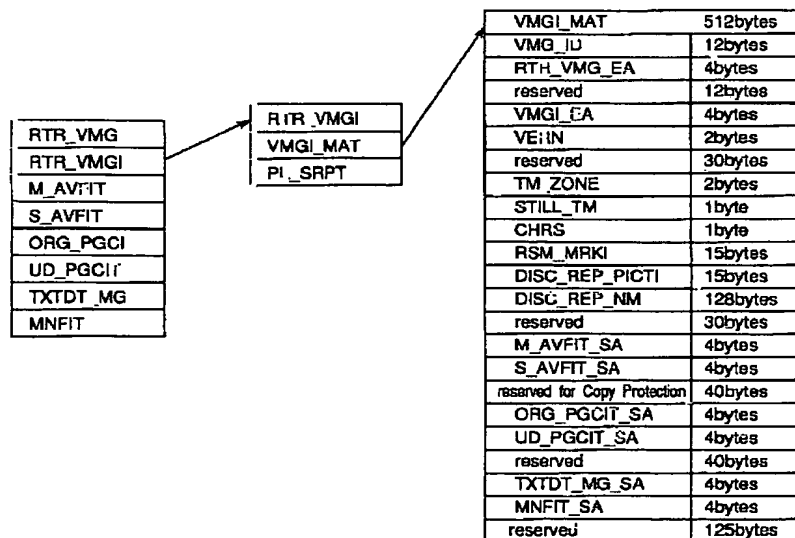 RTR_VMG
RTR_VMGI
M_AVFIT
S_AVFIT
ORG_PGCI
UD_PGCIT
TXTDT_MG
MNFIT
RTR_VMGI
VMGI_MAT
PL_SRPT
VMGI_MAT 512bytes
VMG_ID 12bytes
RTR_VMG_EA 4bytes
reserved 12bytes
VMGI_EA 4bytes
VERN 2bytes
reserved 30bytes
TM_ZONE 2bytes
STILL_TM 1byte
CHRS 1byte
RSM_MRKI 15bytes
DISC_REP_PICTI 15bytes
DISC_REP_NM 128bytes
reserved 30bytes
M_AVFIT_SA 4bytes
S_AVFIT_SA 4bytes
reserved for Copy Protection 40bytes
ORG_PGCIT_SA 4bytes
UD_PGCIT_SA 4bytes
reserved 40bytes
TXTDT_MG_SA 4bytes
MNFIT_SA 4bytes
reserved 125bytes